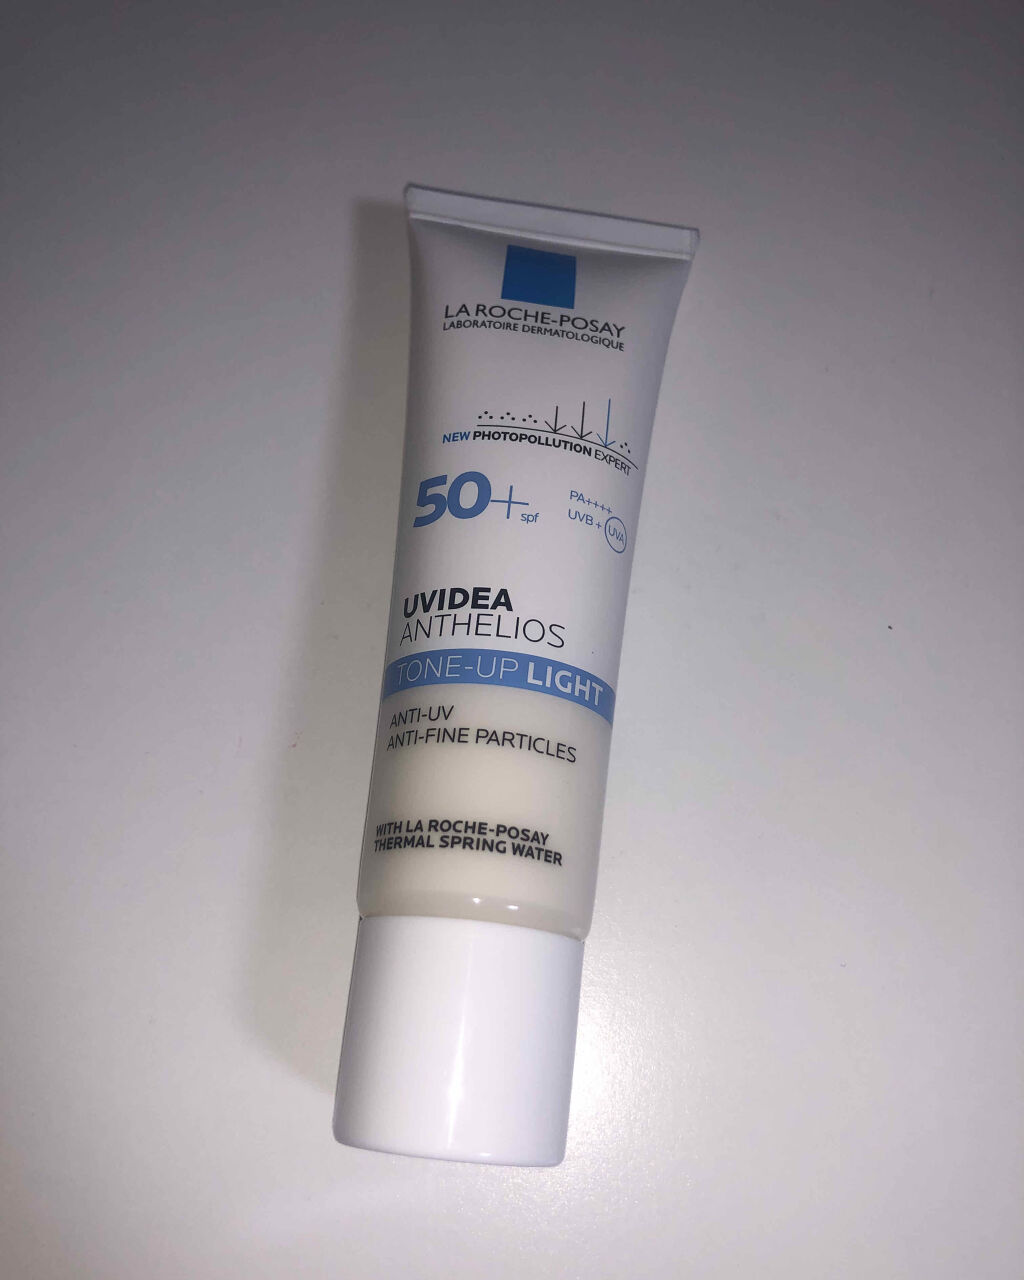 LA ROCHE-POSAY
LABORATOIRE DERMATOLOGIQUE
NEW PHOTOPOLLUTION EXPERT
50+ spf
PA++++
UVB + UVA
UVIDEA
ANTHELIOS
TONE-UP LIGHT
ANTI-UV
ANTI-FINE PARTICLES
WITH LA ROCHE-POSAY
THERMAL SPRING WATER